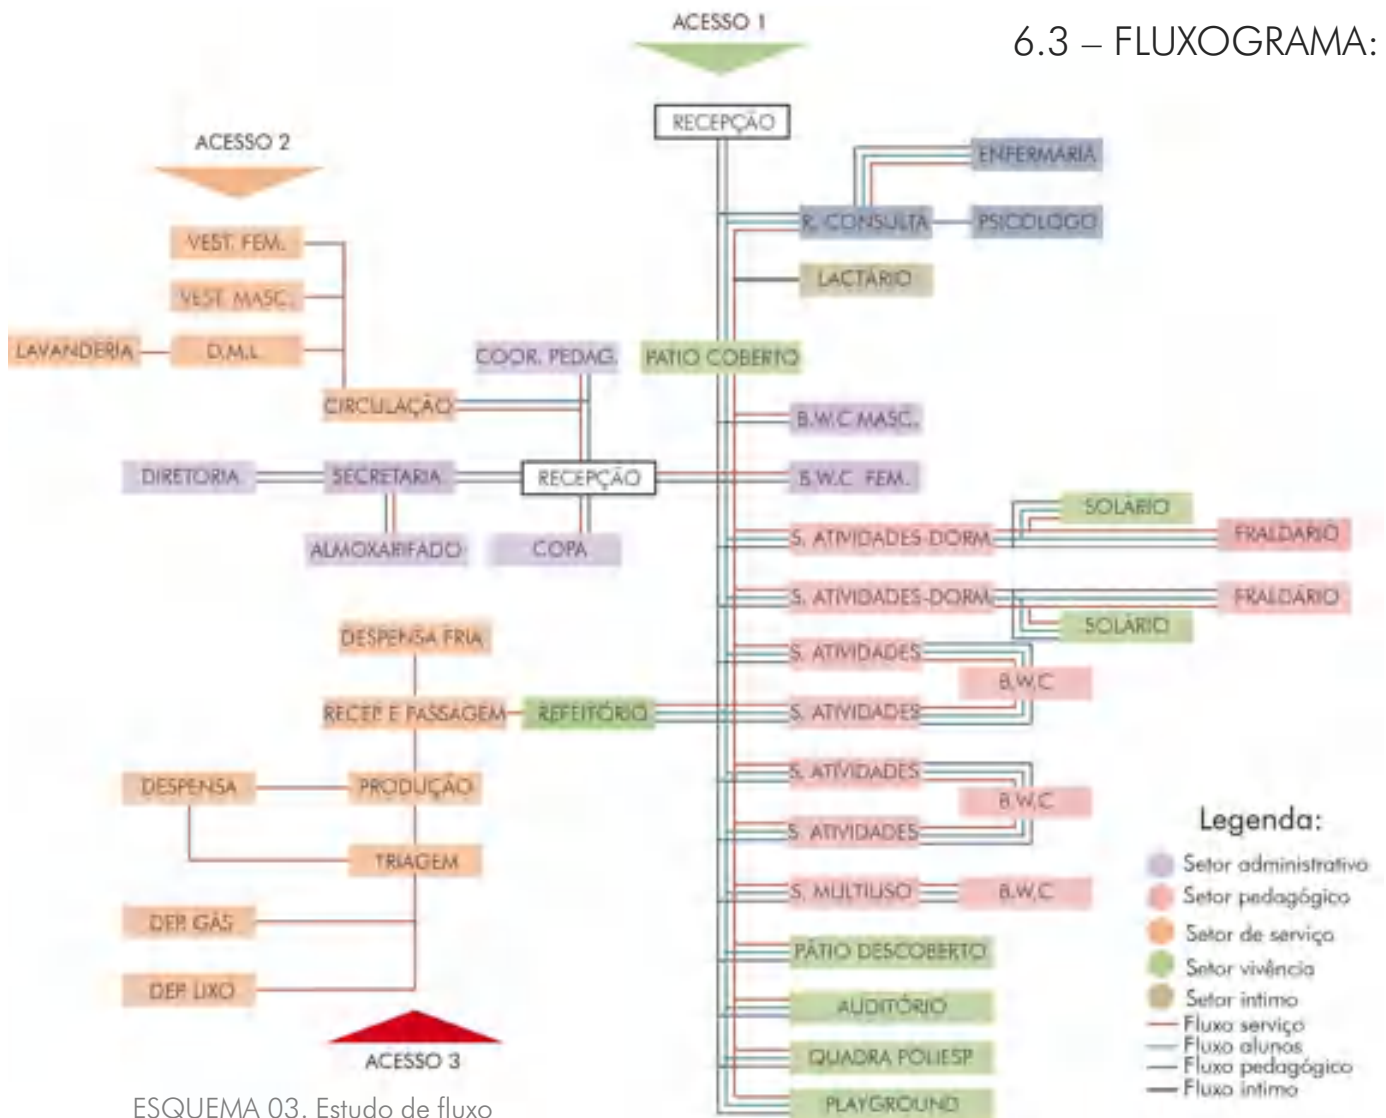 6.3 – FLUXOGRAMA:
ACESSO 1
RECEPÇÃO
ACESSO 2
ENFERMARIA
R. CONSULTA
PSICOLOGO
VEST. FEM.
LACTÁRIO
VEST. MASC.
LAVANDERIA
D.M.L
COOR. PEDAG.
PATIO COBERTO
CIRCULAÇÃO
B.W.C MASC.
DIRETORIA
SECRETARIA
RECEPÇÃO
B.W.C FEM.
SOLÁRIO
ALMOXARIFADO
COPA
S. ATIVIDADES-DORM.
FRALDARIO
S. ATIVIDADES-DORM.
FRALDÁRIO
SOLÁRIO
DESPENSA FRIA
S. ATIVIDADES
B.W.C
RECEP. E PASSAGEM
REFEITÓRIO
S. ATIVIDADES
DESPENSA
PRODUÇÃO
S. ATIVIDADES
B.W.C
S. ATIVIDADES
TRIAGEM
S. MULTIUSO
B.W.C
DEP. GÁS
PÁTIO DESCOBERTO
DEP. LIXO
AUDITÓRIO
QUADRA POLIESP
PLAYGROUND
ACESSO 3
Legenda:
Setor administrativo
Setor pedagógico
Setor de serviço
Setor vivência
Setor intimo
Fluxo serviço
Fluxo alunos
Fluxo pedagógico
Fluxo intimo
ESQUEMA 03. Estudo de fluxo